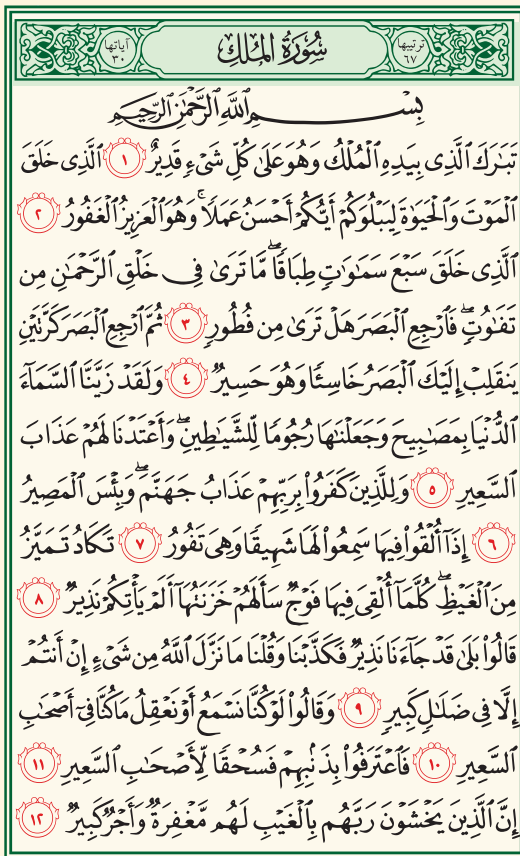 ترتيبها ٦٧ سُورَةُ المُلْكِ آياتها ٣٠
بِسْمِ ٱللَّهِ ٱلرَّحْمَٰنِ ٱلرَّحِيمِ
تَبَٰرَكَ ٱلَّذِى بِيَدِهِ ٱلْمُلْكُ وَهُوَ عَلَىٰ كُلِّ شَىْءٍ قَدِيرٌ ١ ٱلَّذِى خَلَقَ
ٱلْمَوْتَ وَٱلْحَيَوٰةَ لِيَبْلُوَكُمْ أَيُّكُمْ أَحْسَنُ عَمَلًا ۚ وَهُوَ ٱلْعَزِيزُ ٱلْغَفُورُ ٢
ٱلَّذِى خَلَقَ سَبْعَ سَمَٰوَٰتٍ طِبَاقًا ۖ مَّا تَرَىٰ فِى خَلْقِ ٱلرَّحْمَٰنِ مِن
تَفَٰوُتٍ ۖ فَٱرْجِعِ ٱلْبَصَرَ هَلْ تَرَىٰ مِن فُطُورٍ ٣ ثُمَّ ٱرْجِعِ ٱلْبَصَرَ كَرَّتَيْنِ
يَنقَلِبْ إِلَيْكَ ٱلْبَصَرُ خَاسِئًا وَهُوَ حَسِيرٌ ٤ وَلَقَدْ زَيَّنَّا ٱلسَّمَآءَ
ٱلدُّنْيَا بِمَصَٰبِيحَ وَجَعَلْنَٰهَا رُجُومًا لِّلشَّيَٰطِينِ ۖ وَأَعْتَدْنَا لَهُمْ عَذَابَ
ٱلسَّعِيرِ ٥ وَلِلَّذِينَ كَفَرُوا۟ بِرَبِّهِمْ عَذَابُ جَهَنَّمَ ۖ وَبِئْسَ ٱلْمَصِيرُ
٦ إِذَآ أُلْقُوا۟ فِيهَا سَمِعُوا۟ لَهَا شَهِيقًا وَهِىَ تَفُورُ ٧ تَكَادُ تَمَيَّزُ
مِنَ ٱلْغَيْظِ ۖ كُلَّمَآ أُلْقِىَ فِيهَا فَوْجٌ سَأَلَهُمْ خَزَنَتُهَآ أَلَمْ يَأْتِكُمْ نَذِيرٌ ٨
قَالُوا۟ بَلَىٰ قَدْ جَآءَنَا نَذِيرٌ فَكَذَّبْنَا وَقُلْنَا مَا نَزَّلَ ٱللَّهُ مِن شَىْءٍ إِنْ أَنتُمْ
إِلَّا فِى ضَلَٰلٍ كَبِيرٍ ٩ وَقَالُوا۟ لَوْ كُنَّا نَسْمَعُ أَوْ نَعْقِلُ مَا كُنَّا فِىٓ أَصْحَٰبِ
ٱلسَّعِيرِ ١٠ فَٱعْتَرَفُوا۟ بِذَنۢبِهِمْ فَسُحْقًا لِّأَصْحَٰبِ ٱلسَّعِيرِ ١١
إِنَّ ٱلَّذِينَ يَخْشَوْنَ رَبَّهُم بِٱلْغَيْبِ لَهُم مَّغْفِرَةٌ وَأَجْرٌ كَبِيرٌ ١٢